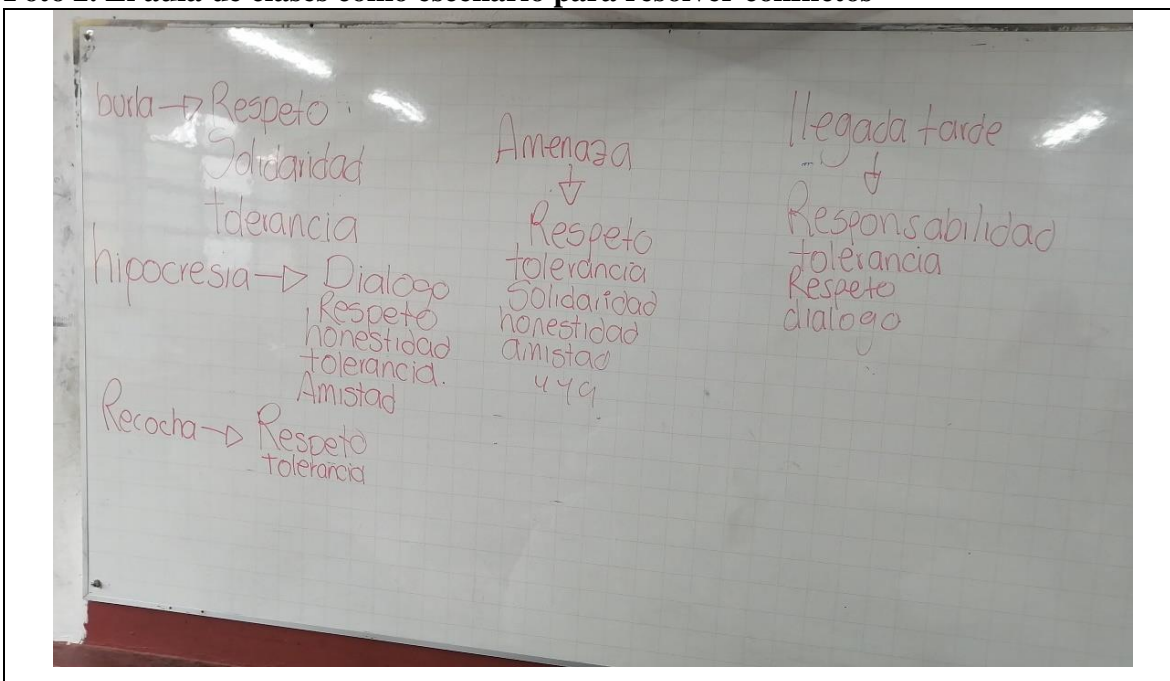 Foto 2. El aula de clases como escenario para resolver conflictos
burla → Respeto
Solidaridad
tolerancia
hipocresia → Dialogo
Respeto
honestidad
tolerancia.
Amistad
Recocha → Respeto
tolerancia
Amenaza
↓
Respeto
tolerancia
Solidaridad
honestidad
amistad
llegada tarde
↓
Responsabilidad
tolerancia
Respeto
dialogo